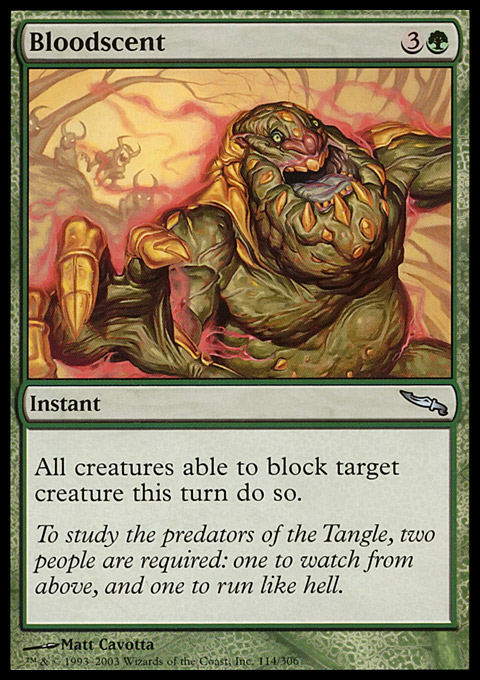 Bloodscent 3
Instant
All creatures able to block target
creature this turn do so.
To study the predators of the Tangle, two
people are required: one to watch from
above, and one to run like hell.
Matt Cavotta
™ & © 1993–2003 Wizards of the Coast, Inc. 114/306